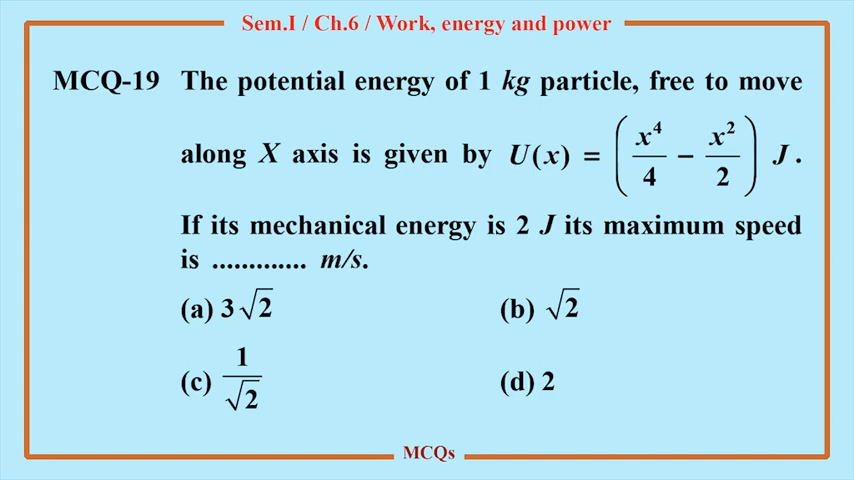 Sem.I / Ch.6 / Work, energy and power
MCQ-19 The potential energy of 1 kg particle, free to move
along X axis is given by U(x) = (x⁴/4 − x²/2) J.
If its mechanical energy is 2 J its maximum speed
is ............. m/s.
(a) 3√2 (b) √2
(c) 1/√2 (d) 2
MCQs